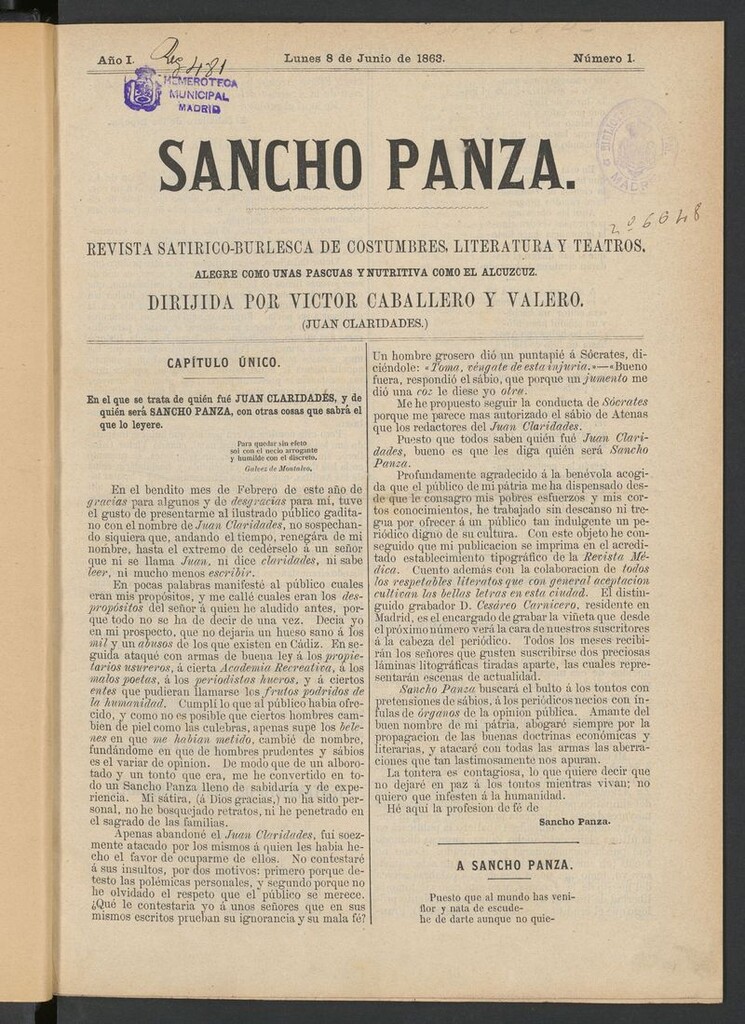 Año I.
Lunes 8 de Junio de 1863.
Número 1.
Reg 481
HEMEROTECA
MUNICIPAL
MADRID
SANCHO PANZA.
2º 6648
REVISTA SATIRICO-BURLESCA DE COSTUMBRES, LITERATURA Y TEATROS,
ALEGRE COMO UNAS PASCUAS Y NUTRITIVA COMO EL ALCUZCUZ.
DIRIJIDA POR VICTOR CABALLERO Y VALERO.
(JUAN CLARIDADES.)
CAPÍTULO ÚNICO.
En el que se trata de quién fué JUAN CLARIDADES, y de
quién será SANCHO PANZA, con otras cosas que sabrá el
que lo leyere.
Para quedar sin efeto
soi con el necio arrogante
y humilde con el discreto.
Galvez de Montalvo.
En el bendito mes de Febrero de este año de
gracias para algunos y de desgracias para mí, tuve
el gusto de presentarme al ilustrado público gadita-
no con el nombre de Juan Claridades, no sospechan-
do siquiera que, andando el tiempo, renegára de mi
nombre, hasta el extremo de cedérselo á un señor
que ni se llama Juan, ni dice claridades, ni sabe
leer, ni mucho menos escribir.
En pocas palabras manifesté al público cuales
eran mis propósitos, y me callé cuales eran los des-
propósitos del señor á quien he aludido antes, por-
que todo no se ha de decir de una vez. Decia yo
en mi prospecto, que no dejaría un hueso sano á los
mil y un abusos de los que existen en Cádiz. En se-
guida ataqué con armas de buena ley á los propie-
tarios usureros, á cierta Academia Recreativa, á los
malos poetas, á los periodistas hueros, y á ciertos
entes que pudieran llamarse los frutos podridos de
la humanidad. Cumplí lo que al público habia ofre-
cido, y como no es posible que ciertos hombres cam-
bien de piel como las culebras, apenas supe los bele-
nes en que me habian metido, cambié de nombre,
fundándome en que de hombres prudentes y sábios
es el variar de opinion. De modo que de un alboro-
tado y un tonto que era, me he convertido en to-
do un Sancho Panza lleno de sabiduría y de expe-
riencia. Mi sátira, (á Dios gracias,) no ha sido per-
sonal, no he bosquejado retratos, ni he penetrado en
el sagrado de las familias.
Apenas abandoné el Juan Claridades, fuí soez-
mente atacado por los mismos á quien les habia he-
cho el favor de ocuparme de ellos. No contestaré
á sus insultos, por dos motivos: primero porque de-
testo las polémicas personales, y segundo porque no
he olvidado el respeto que el público se merece.
¿Qué le contestaría yo á unos señores que en sus
mismos escritos prueban su ignorancia y su mala fé?
Un hombre grosero dió un puntapié á Sócrates, di-
ciéndole: «Toma, véngate de esta injuria.»—«Bueno
fuera, respondió el sábio, que porque un jumento me
dió una coz le diese yo otra.
Me he propuesto seguir la conducta de Sócrates
porque me parece mas autorizado el sábio de Atenas
que los redactores del Juan Claridades.
Puesto que todos saben quién fué Juan Clari-
dades, bueno es que les diga quién será Sancho
Panza.
Profundamente agradecido á la benévola acogi-
da que el público de mi pátria me ha dispensado des-
de que le consagro mis pobres esfuerzos y mis cor-
tos conocimientos, he trabajado sin descanso ni tre-
gua por ofrecer á un público tan indulgente un pe-
riódico digno de su cultura. Con este objeto he con-
seguido que mi publicacion se imprima en el acredi-
tado establecimiento tipográfico de la Revista Mé-
dica. Cuento además con la colaboracion de todos
los respetables literatos que con general aceptacion
cultivan las bellas letras en esta ciudad. El distin-
guido grabador D. Cesáreo Carnicero, residente en
Madrid, es el encargado de grabar la viñeta que desde
el próximo número verá la cara de nuestros suscritores
á la cabeza del periódico. Todos los meses recibi-
rán los señores que gusten suscribirse dos preciosas
láminas litográficas tiradas aparte, las cuales repre-
sentarán escenas de actualidad.
Sancho Panza buscará el bulto á los tontos con
pretensiones de sábios, á los periódicos necios con ín-
fulas de órganos de la opinion pública. Amante del
buen nombre de mi pátria, abogaré siempre por la
propagacion de las buenas doctrinas económicas y
literarias, y atacaré con todas las armas las aberra-
ciones que tan lastimosamente nos apuran.
La tontera es contagiosa, lo que quiere decir que
no dejaré en paz á los tontos mientras vivan; no
quiero que infesten á la humanidad.
Hé aquí la profesion de fé de
Sancho Panza.
A SANCHO PANZA.
Puesto que al mundo has veni-
flor y nata de escude-
he de darte aunque no quie-